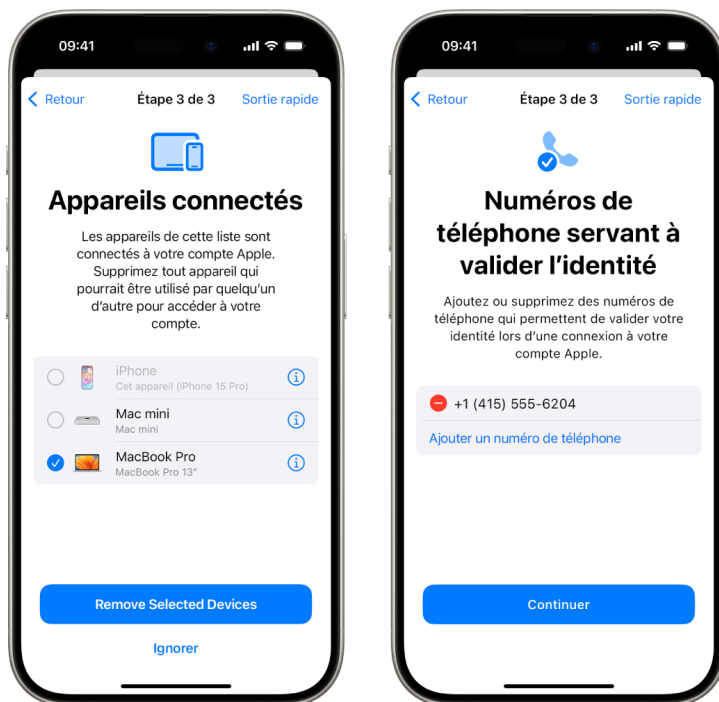 09:41
Retour
Étape 3 de 3
Sortie rapide
Appareils connectés
Les appareils de cette liste sont
connectés à votre compte Apple.
Supprimez tout appareil qui
pourrait être utilisé par quelqu'un
d'autre pour accéder à votre
compte.
iPhone
Cet appareil (iPhone 15 Pro)
Mac mini
Mac mini
MacBook Pro
MacBook Pro 13"
Remove Selected Devices
Ignorer
09:41
Retour
Étape 3 de 3
Sortie rapide
Numéros de
téléphone servant à
valider l'identité
Ajoutez ou supprimez des numéros de
téléphone qui permettent de valider votre
identité lors d'une connexion à votre
compte Apple.
+1 (415) 555-6204
Ajouter un numéro de téléphone
Continuer